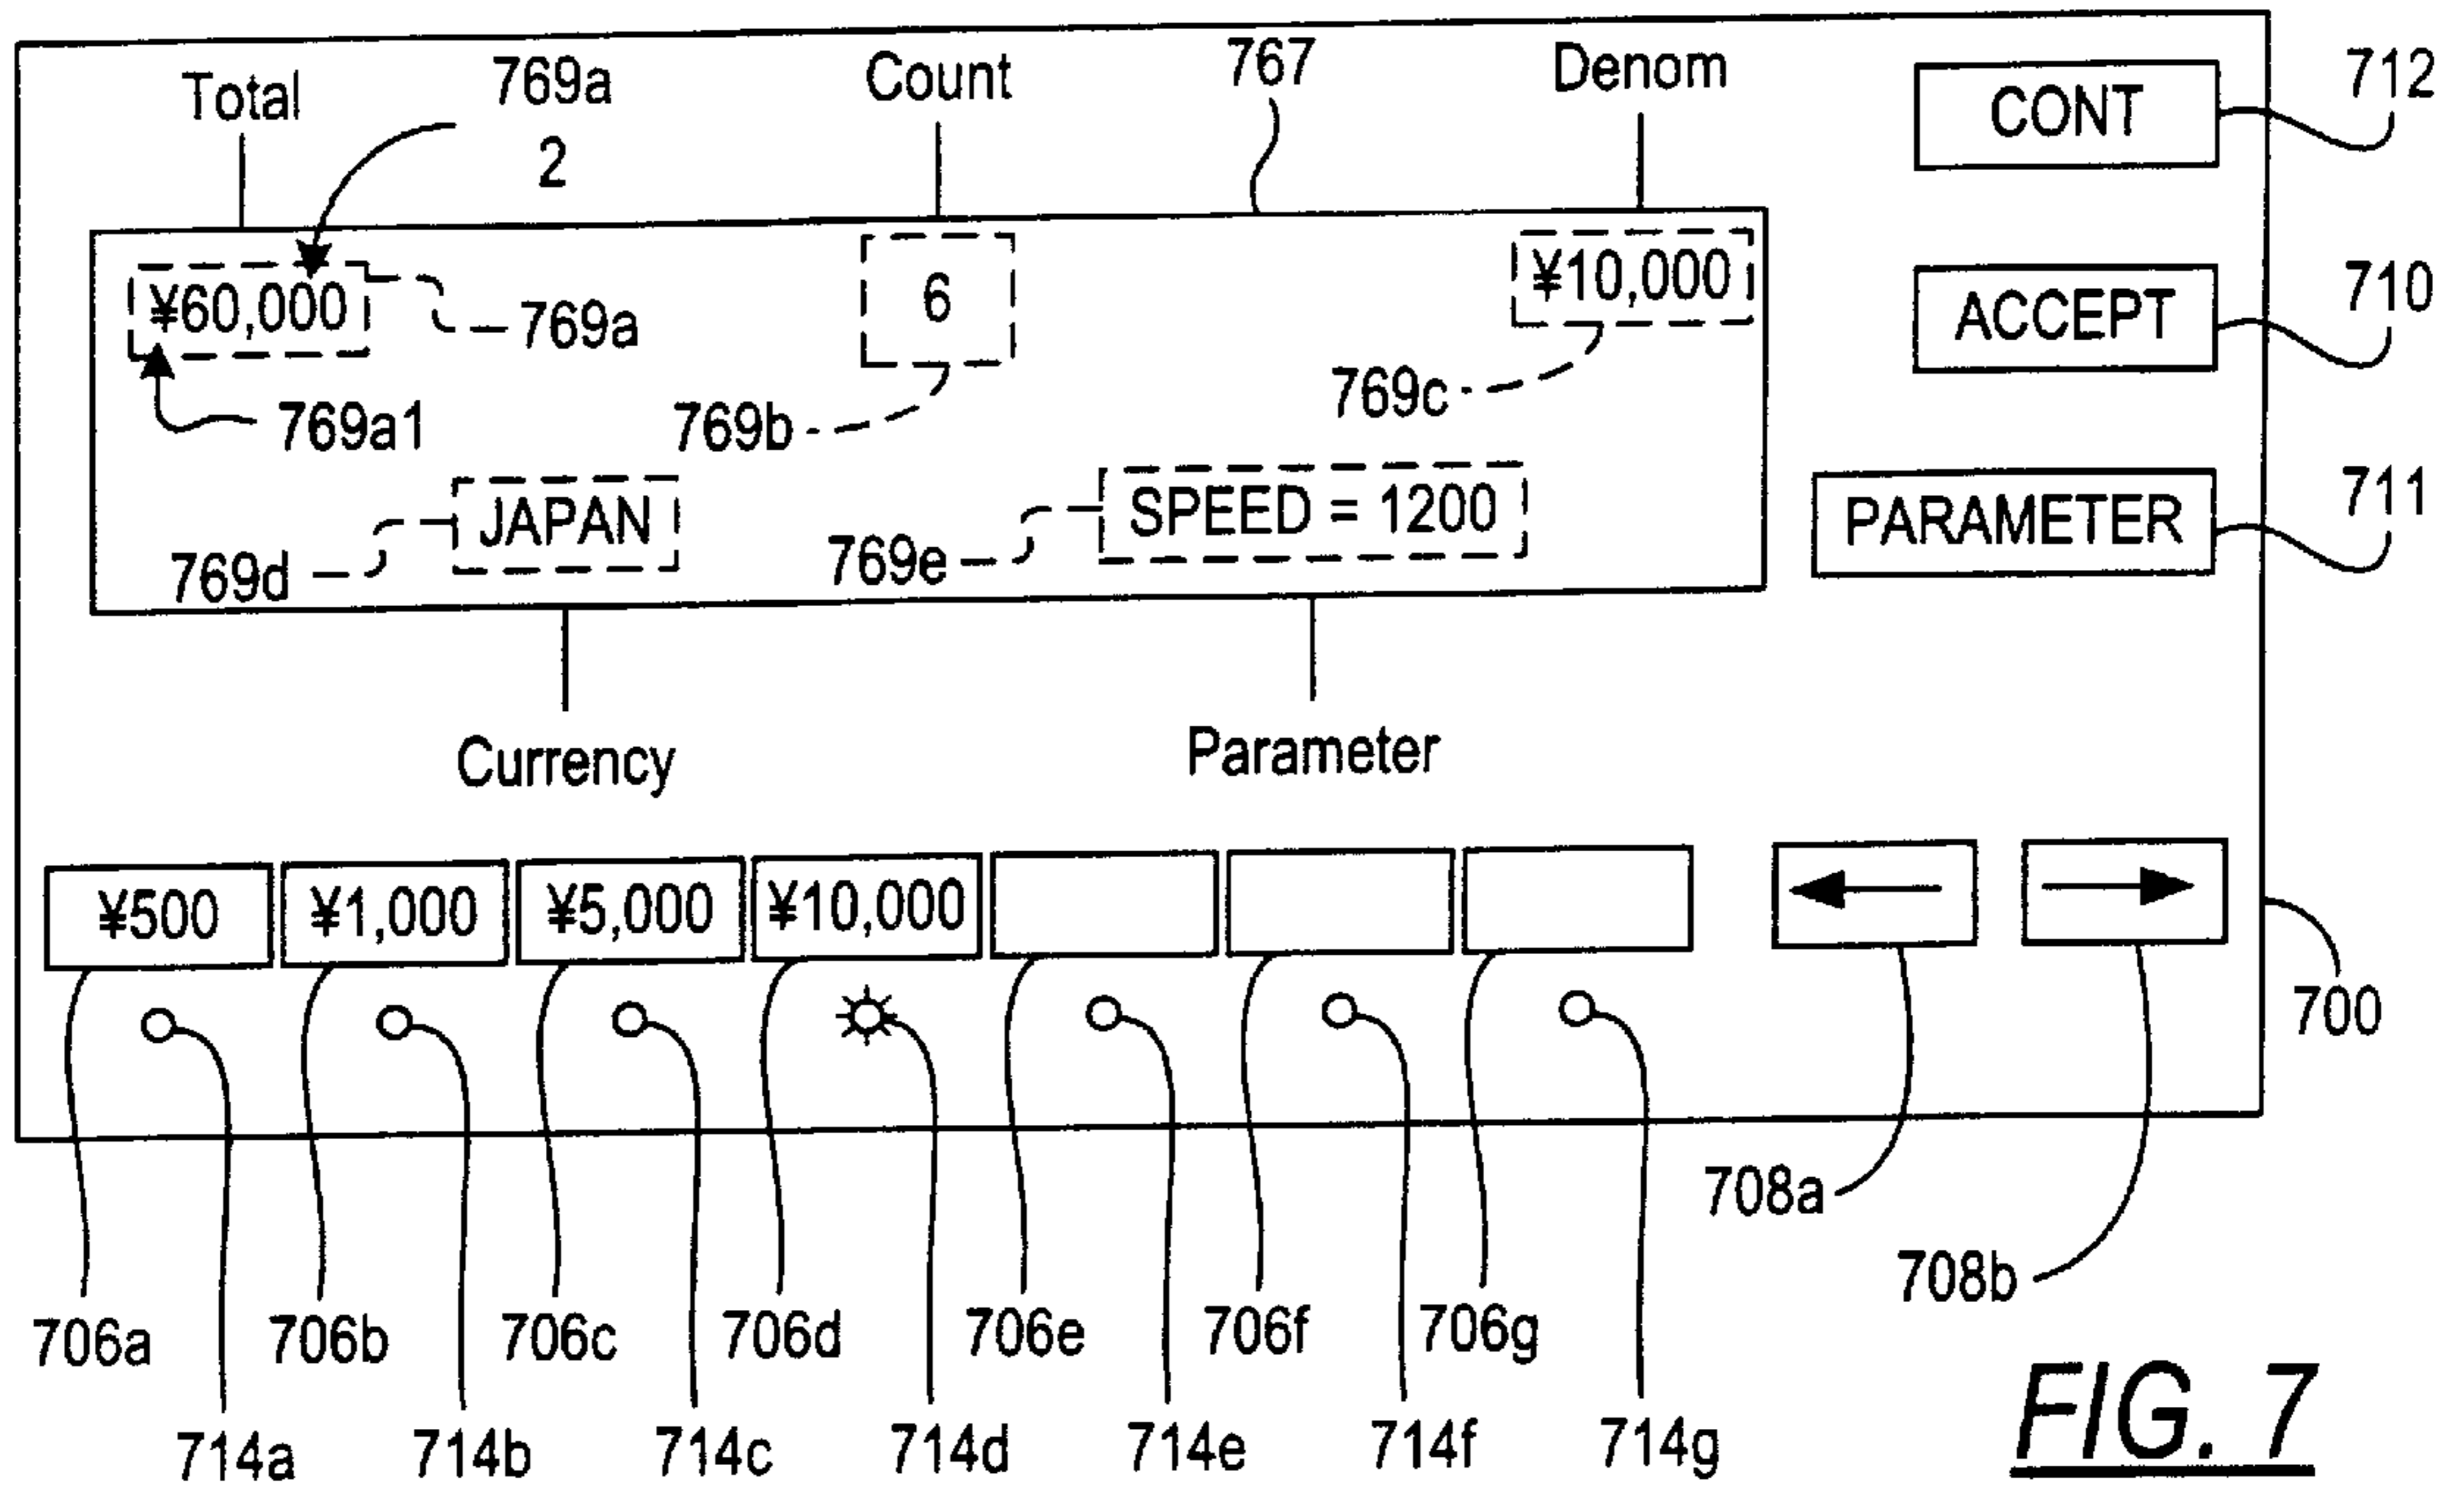 Total
769a
2
Count
767
Denom
CONT
712
¥60,000
769a
6
¥10,000
ACCEPT
710
769a1
769b
769c
JAPAN
SPEED = 1200
PARAMETER
711
769d
769e
Currency
Parameter
¥500
¥1,000
¥5,000
¥10,000
700
708a
708b
706a
706b
706c
706d
706e
706f
706g
714a
714b
714c
714d
714e
714f
714g
FIG. 7